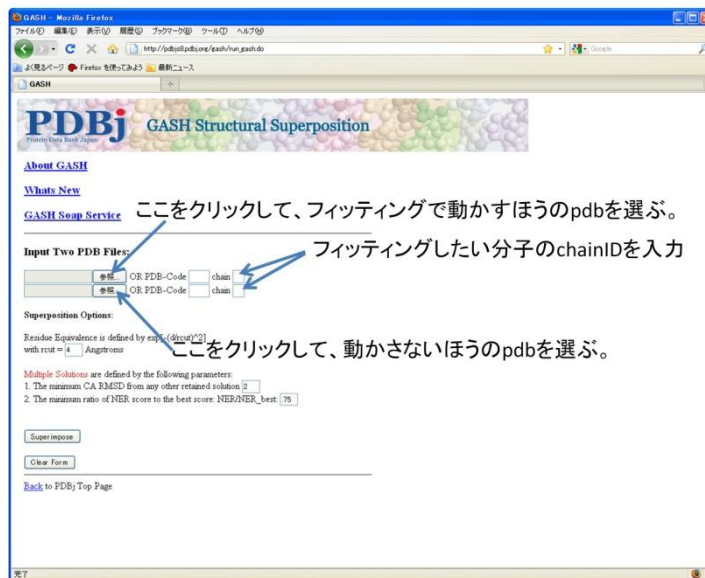 GASH - Mozilla Firefox
ファイル(F) 編集(E) 表示(V) 履歴(S) ブックマーク(B) ツール(T) ヘルプ(H)
http://pdbjs8.pdbj.org/gash/run_gash.do
Google
よく見るページ Firefox を使ってみよう 最新ニュース
GASH
PDBj GASH Structural Superposition
Protein Data Bank Japan
About GASH
Whats New
ここをクリックして、フィッティングで動かすほうのpdbを選ぶ。
GASH Soap Service
フィッティングしたい分子のchainIDを入力
Input Two PDB Files:
参照... OR PDB-Code chain
参照... OR PDB-Code chain
Superposition Options:
Residue Equivalence is defined by exp[-(d/rcut)^2]
with rcut = 4 Angstroms
ここをクリックして、動かさないほうのpdbを選ぶ。
Multiple Solutions are defined by the following parameters:
1. The minimum CA RMSD from any other retained solution 2
2. The minimum ratio of NER score to the best score: NER/NER_best: 75
Superimpose
Clear Form
Back to PDBj Top Page
完了